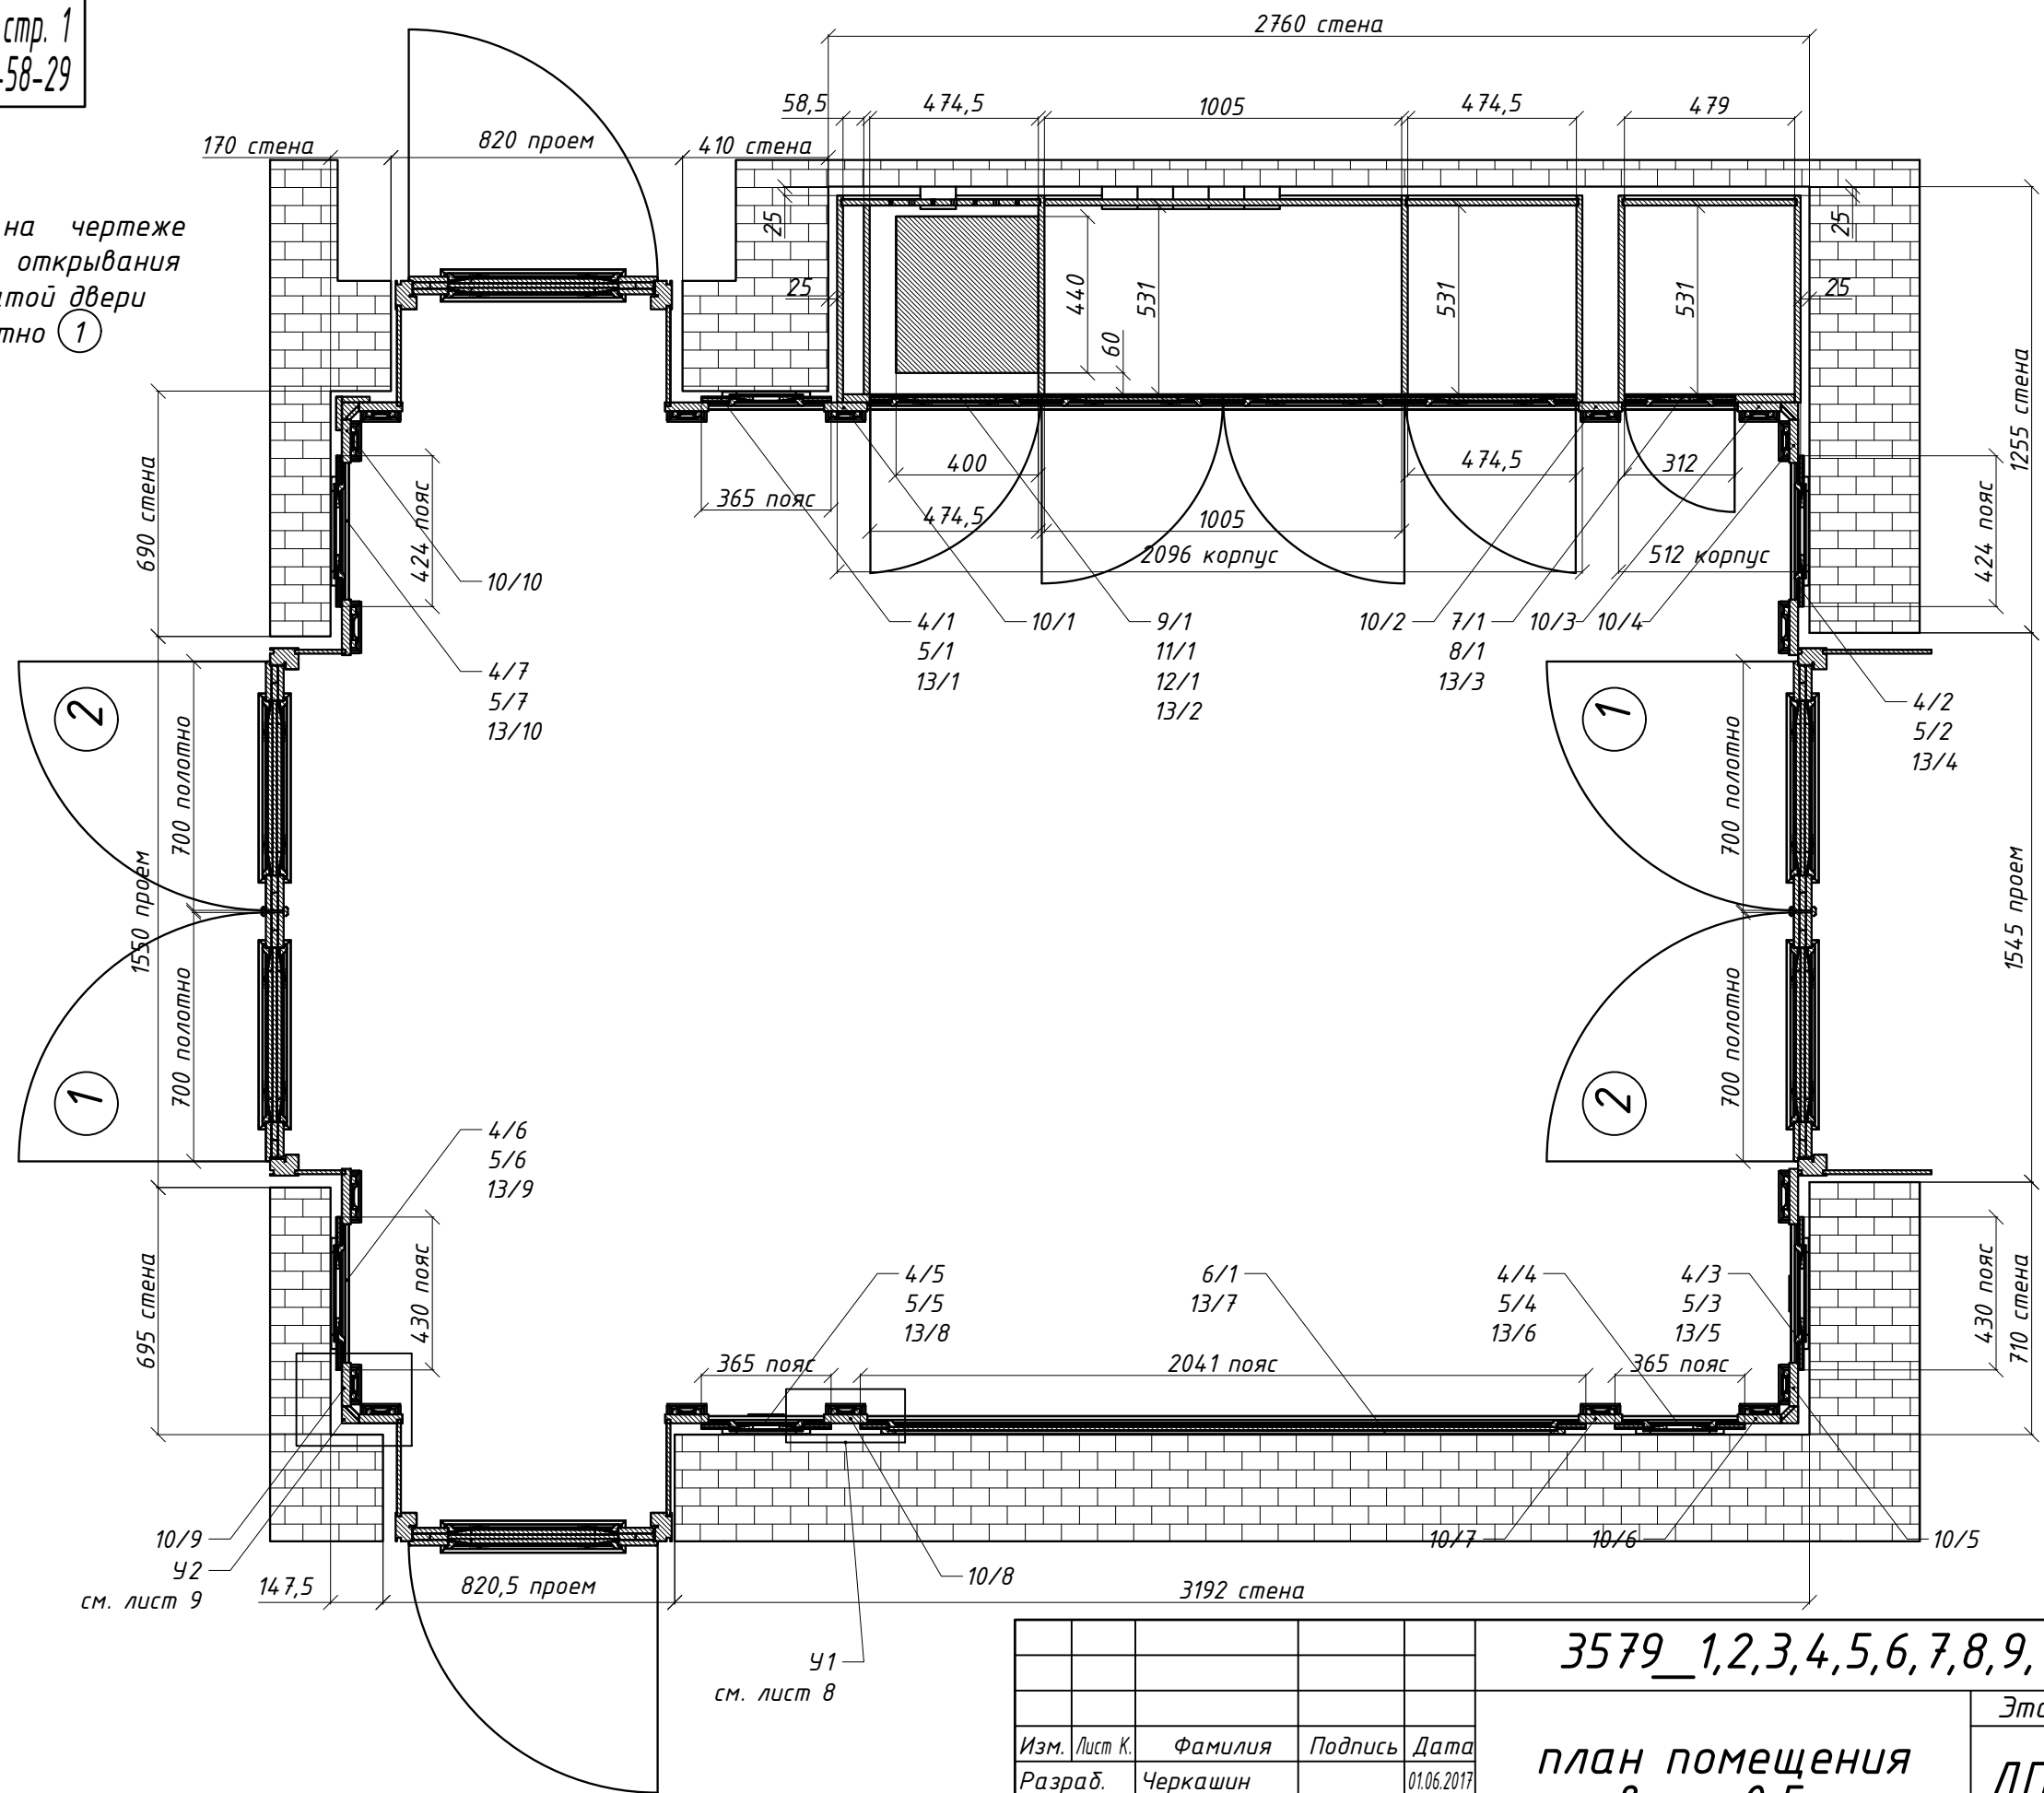 стр. 1
-58-29
2760 стена
58,5
474,5
1005
474,5
479
170 стена
820 проем
410 стена
на чертеже
открывания
двери
1
25
25
440
60
531
531
531
25
25
1255 стена
690 стена
424 пояс
400
474,5
312
365 пояс
474,5
1005
2096 корпус
512 корпус
424 пояс
10/10
4/1
5/1
13/1
10/1
9/1
11/1
12/1
13/2
10/2
7/1
8/1
13/3
10/3
10/4
4/7
5/7
13/10
4/2
5/2
13/4
2
700 полотно
1
700 полотно
1550 проем
1545 проем
1
700 полотно
2
700 полотно
4/6
5/6
13/9
695 стена
430 пояс
4/5
5/5
13/8
6/1
13/7
4/4
5/4
13/6
4/3
5/3
13/5
430 пояс
710 стена
365 пояс
2041 пояс
365 пояс
10/9
У2
см. лист 9
147,5
820,5 проем
10/8
3192 стена
10/7
10/6
10/5
У1
см. лист 8
3579_1,2,3,4,5,6,7,8,9,
Изм.
Лист К.
Фамилия
Подпись
Дата
Разраб.
Черкашин
01.06.2017
план помещения